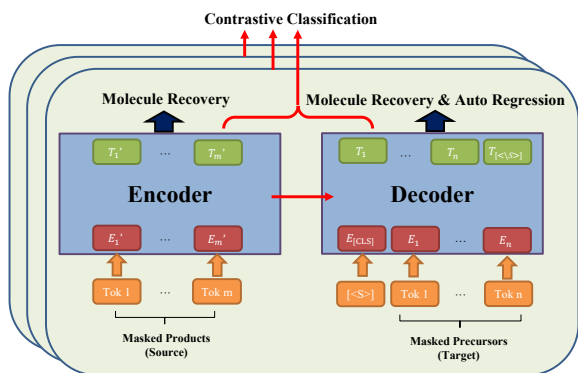 Contrastive Classification
Molecule Recovery
Molecule Recovery & Auto Regression
T₁' ... Tₘ'
T₁ ... Tₙ T[<\S>]
Encoder
Decoder
E₁' ... Eₘ'
E[CLS] E₁ ... Eₙ
Tok 1 ... Tok m
[<S>] Tok 1 ... Tok n
Masked Products
(Source)
Masked Precursors
(Target)